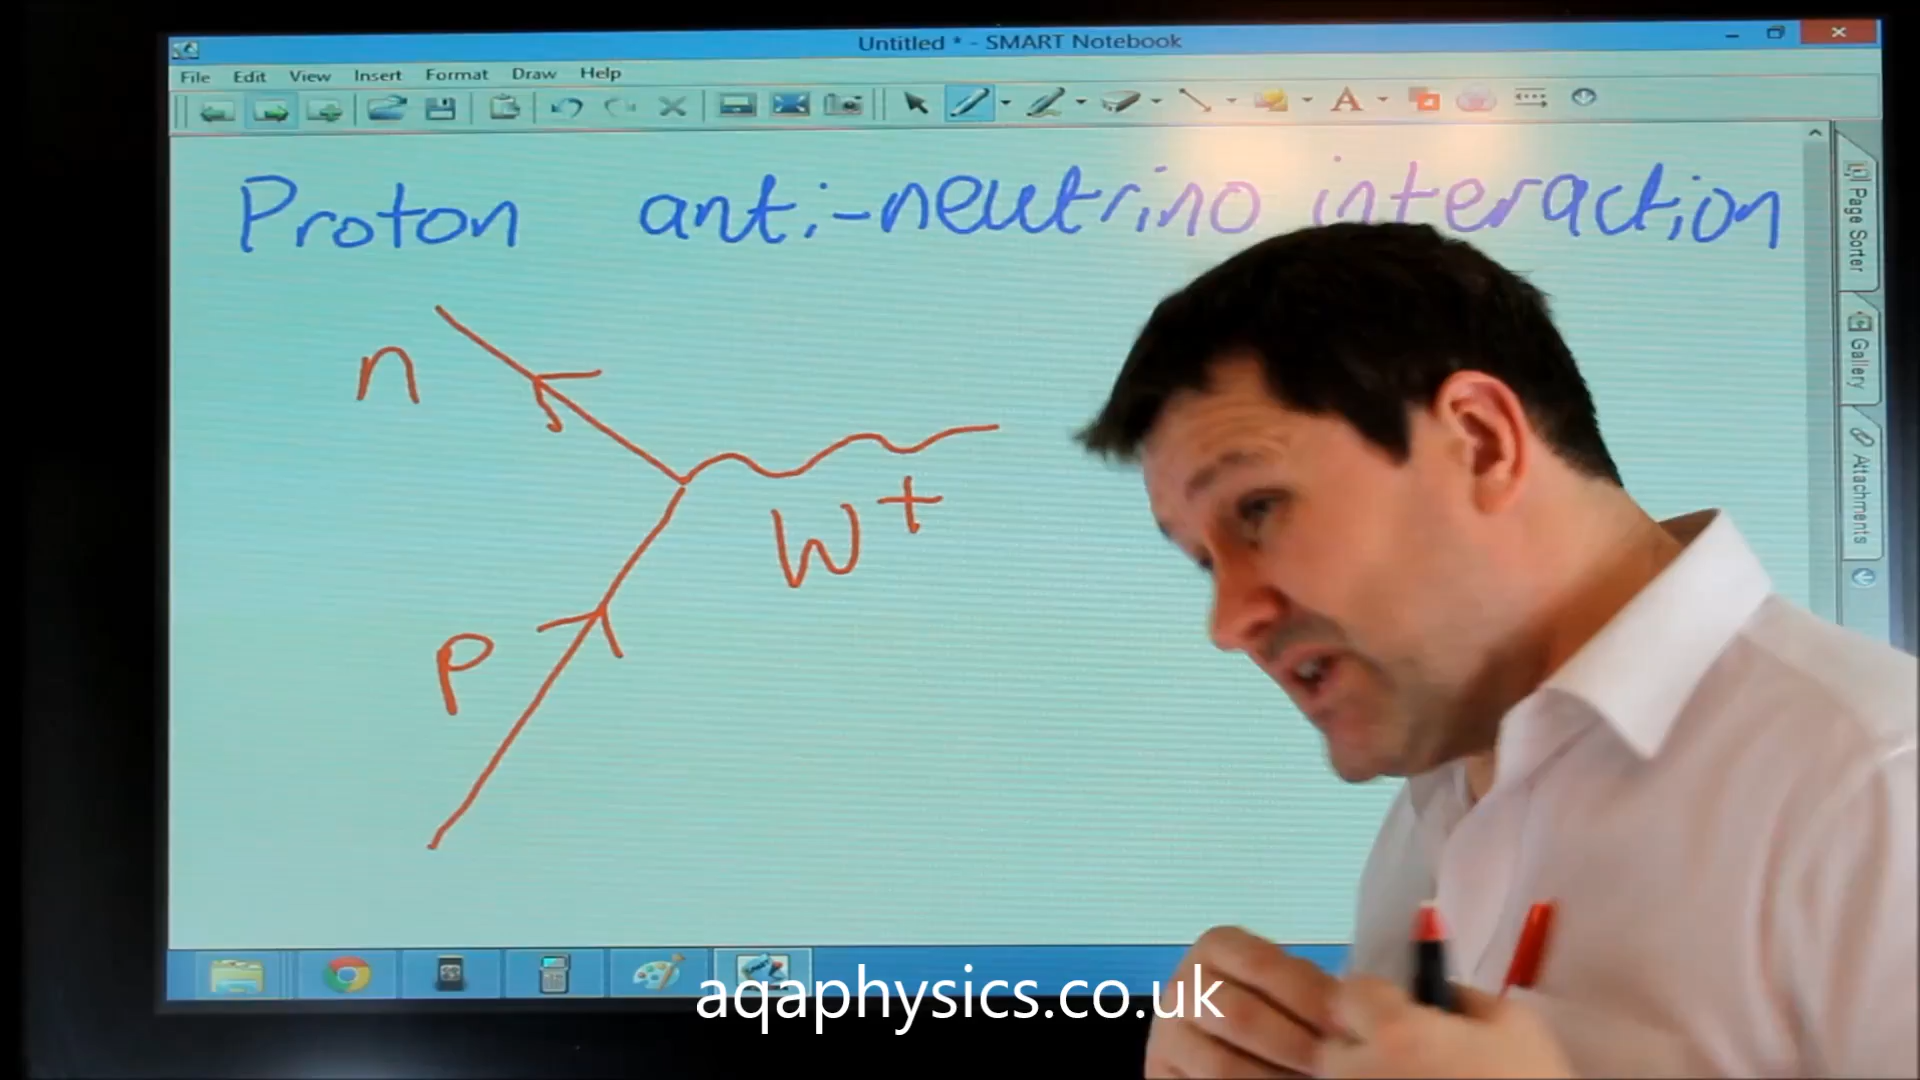 Untitled * - SMART Notebook
File Edit View Insert Format Draw Help
Proton anti-neutrino interaction
n
W+
P
Page Sorter
Gallery
Attachments
aqaphysics.co.uk